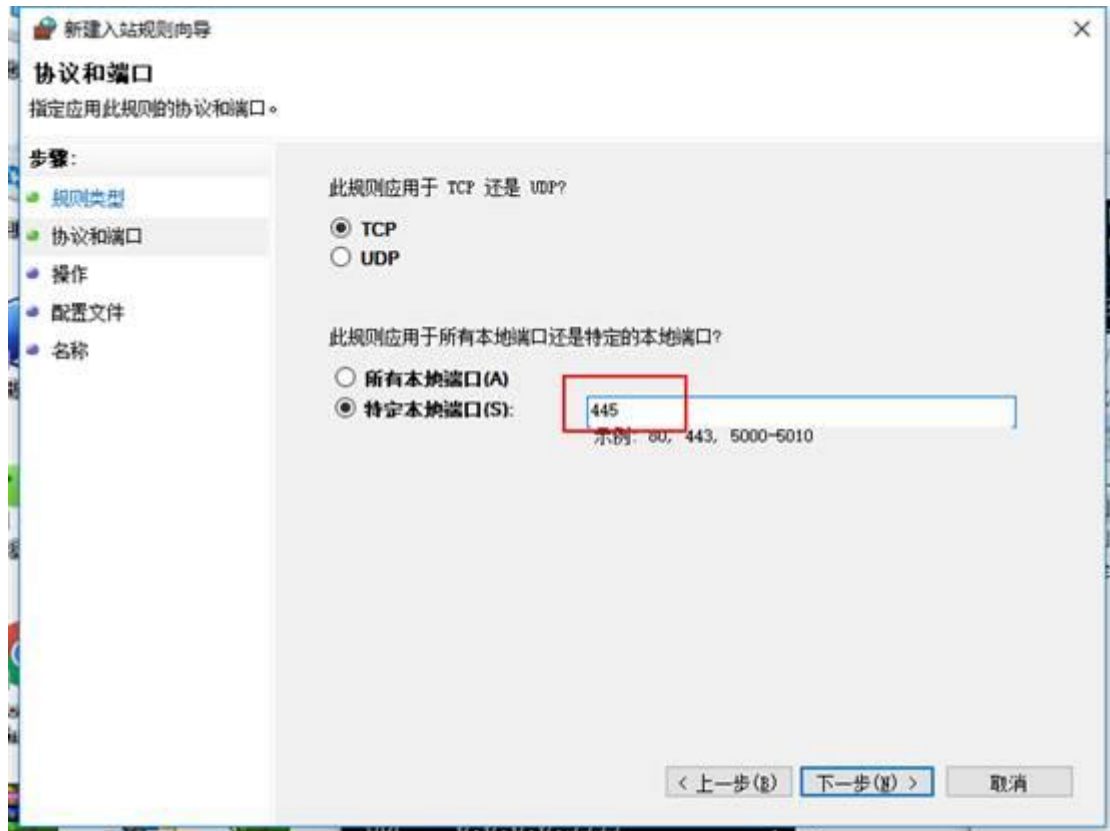 新建入站规则向导
协议和端口
指定应用此规则的协议和端口。
步骤:
规则类型
协议和端口
操作
配置文件
名称
此规则应用于 TCP 还是 UDP?
TCP
UDP
此规则应用于所有本地端口还是特定的本地端口?
所有本地端口(A)
特定本地端口(S):
445
示例: 80, 443, 5000-5010
< 上一步(B)
下一步(N) >
取消